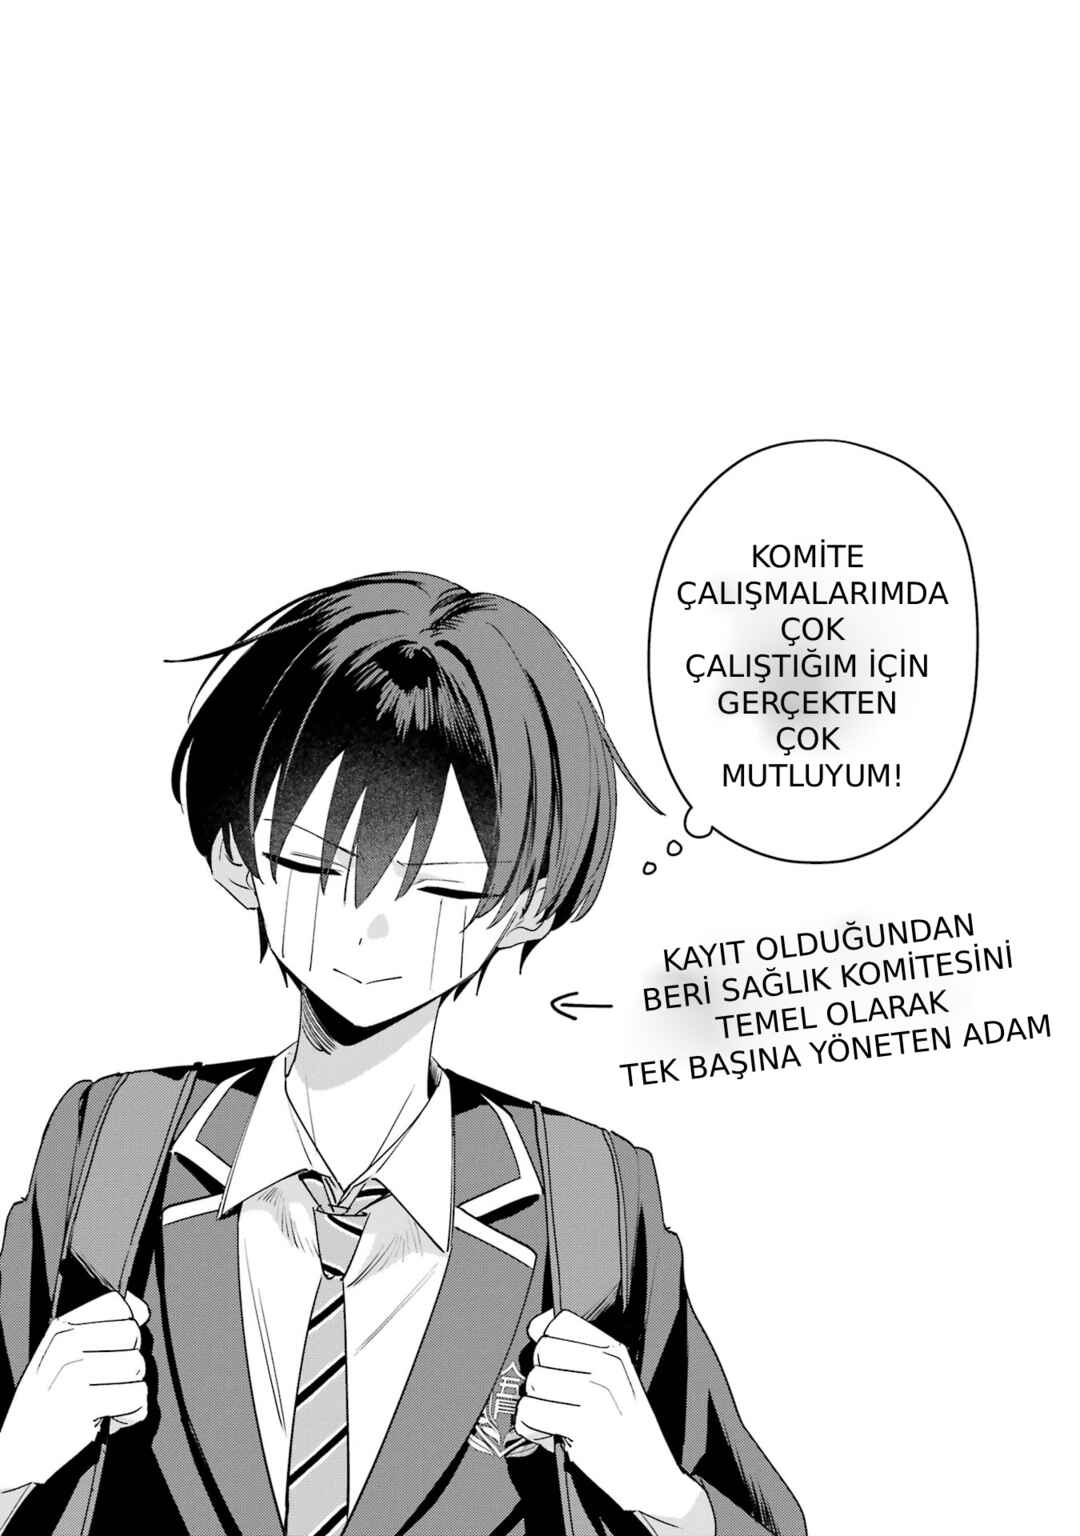 KOMİTE
ÇALIŞMALARIMDA
ÇOK
ÇALIŞTIĞIM İÇİN
GERÇEKTEN
ÇOK
MUTLUYUM!
KAYIT OLDUĞUNDAN
BERİ SAĞLIK KOMİTESİNİ
TEMEL OLARAK
TEK BAŞINA YÖNETEN ADAM